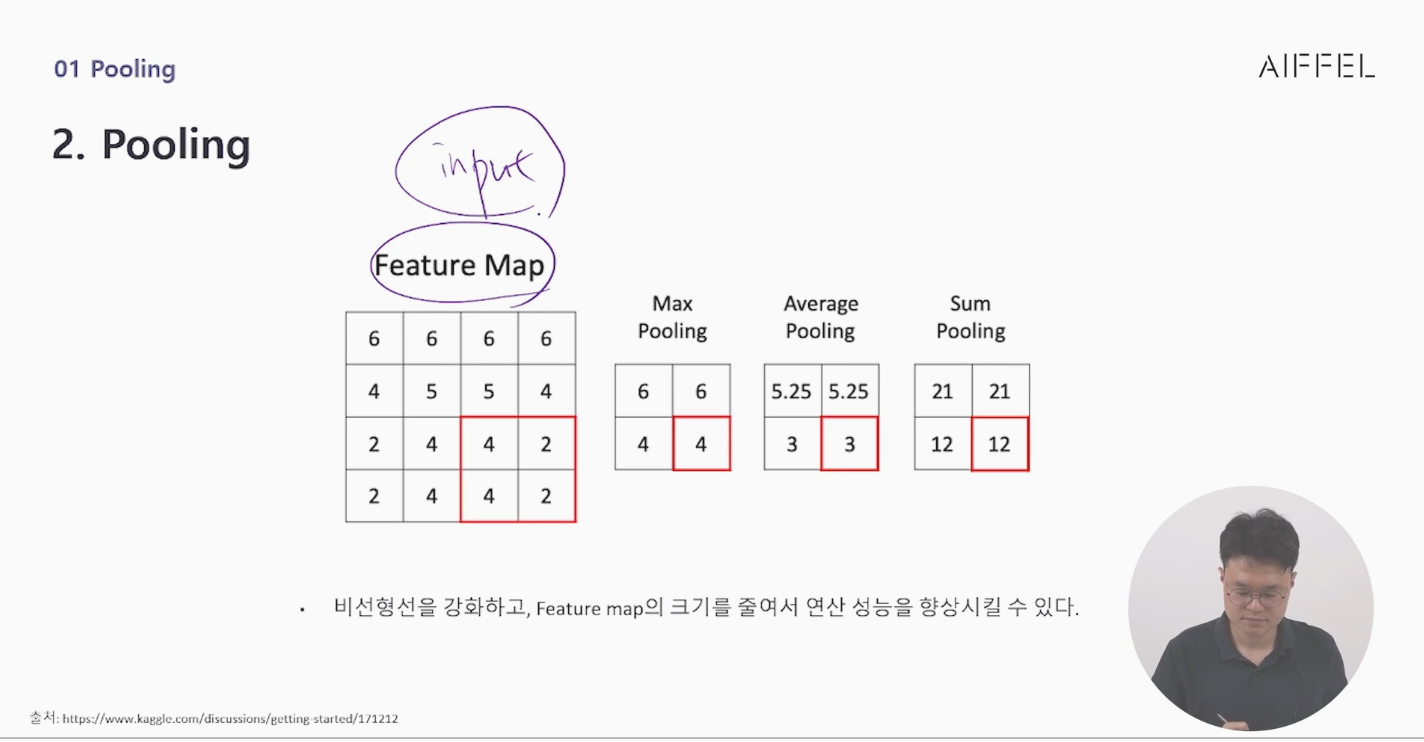 01 Pooling
AIFFEL
2. Pooling
input
Feature Map
6 6 6 6
4 5 5 4
2 4 4 2
2 4 4 2
Max
Pooling
6 6
4 4
Average
Pooling
5.25 5.25
3 3
Sum
Pooling
21 21
12 12
• 비선형선을 강화하고, Feature map의 크기를 줄여서 연산 성능을 향상시킬 수 있다.
출처: https://www.kaggle.com/discussions/getting-started/171212